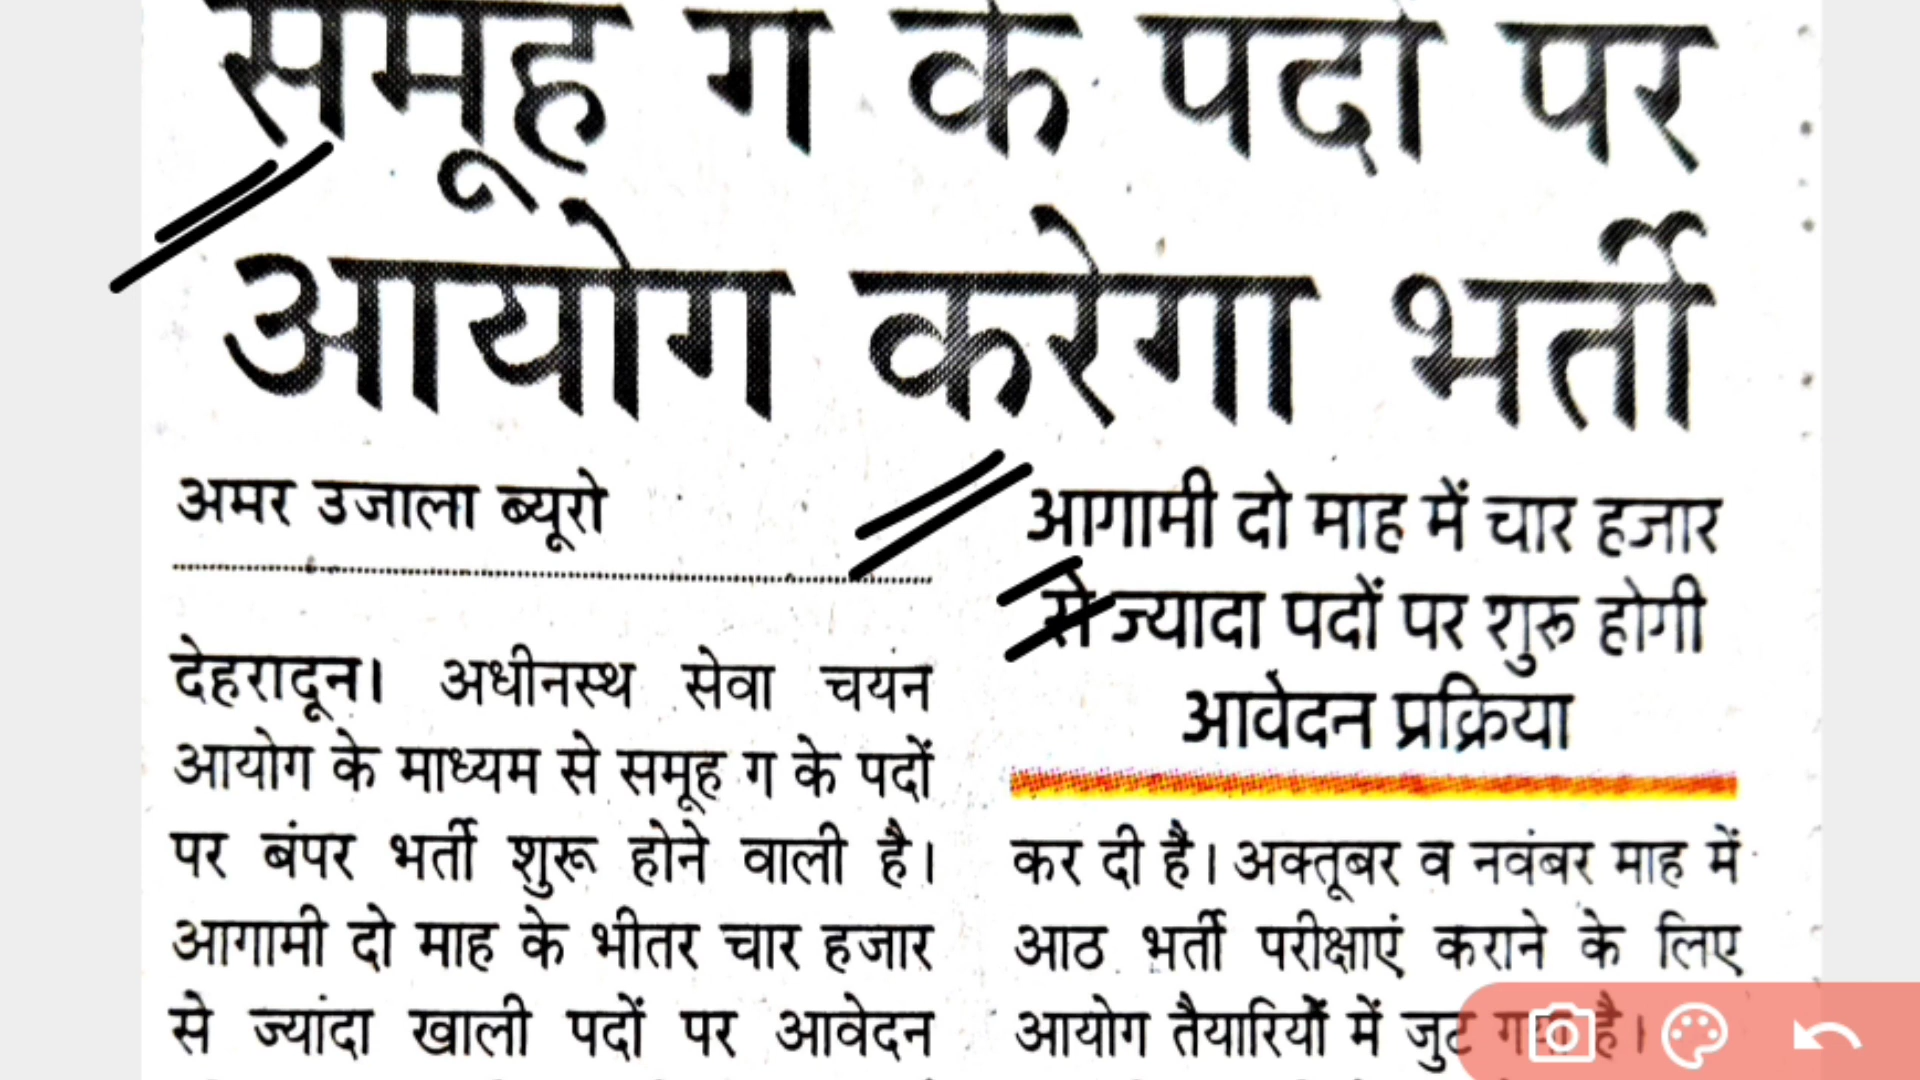 समूह ग के पदों पर
आयोग करेगा भर्ती
अमर उजाला ब्यूरो
देहरादून। अधीनस्थ सेवा चयन
आयोग के माध्यम से समूह ग के पदों
पर बंपर भर्ती शुरू होने वाली है।
आगामी दो माह के भीतर चार हजार
से ज्यादा खाली पदों पर आवेदन
आगामी दो माह में चार हजार
से ज्यादा पदों पर शुरू होगी
आवेदन प्रक्रिया
कर दी है। अक्तूबर व नवंबर माह में
आठ भर्ती परीक्षाएं कराने के लिए
आयोग तैयारियों में जुट गया है।